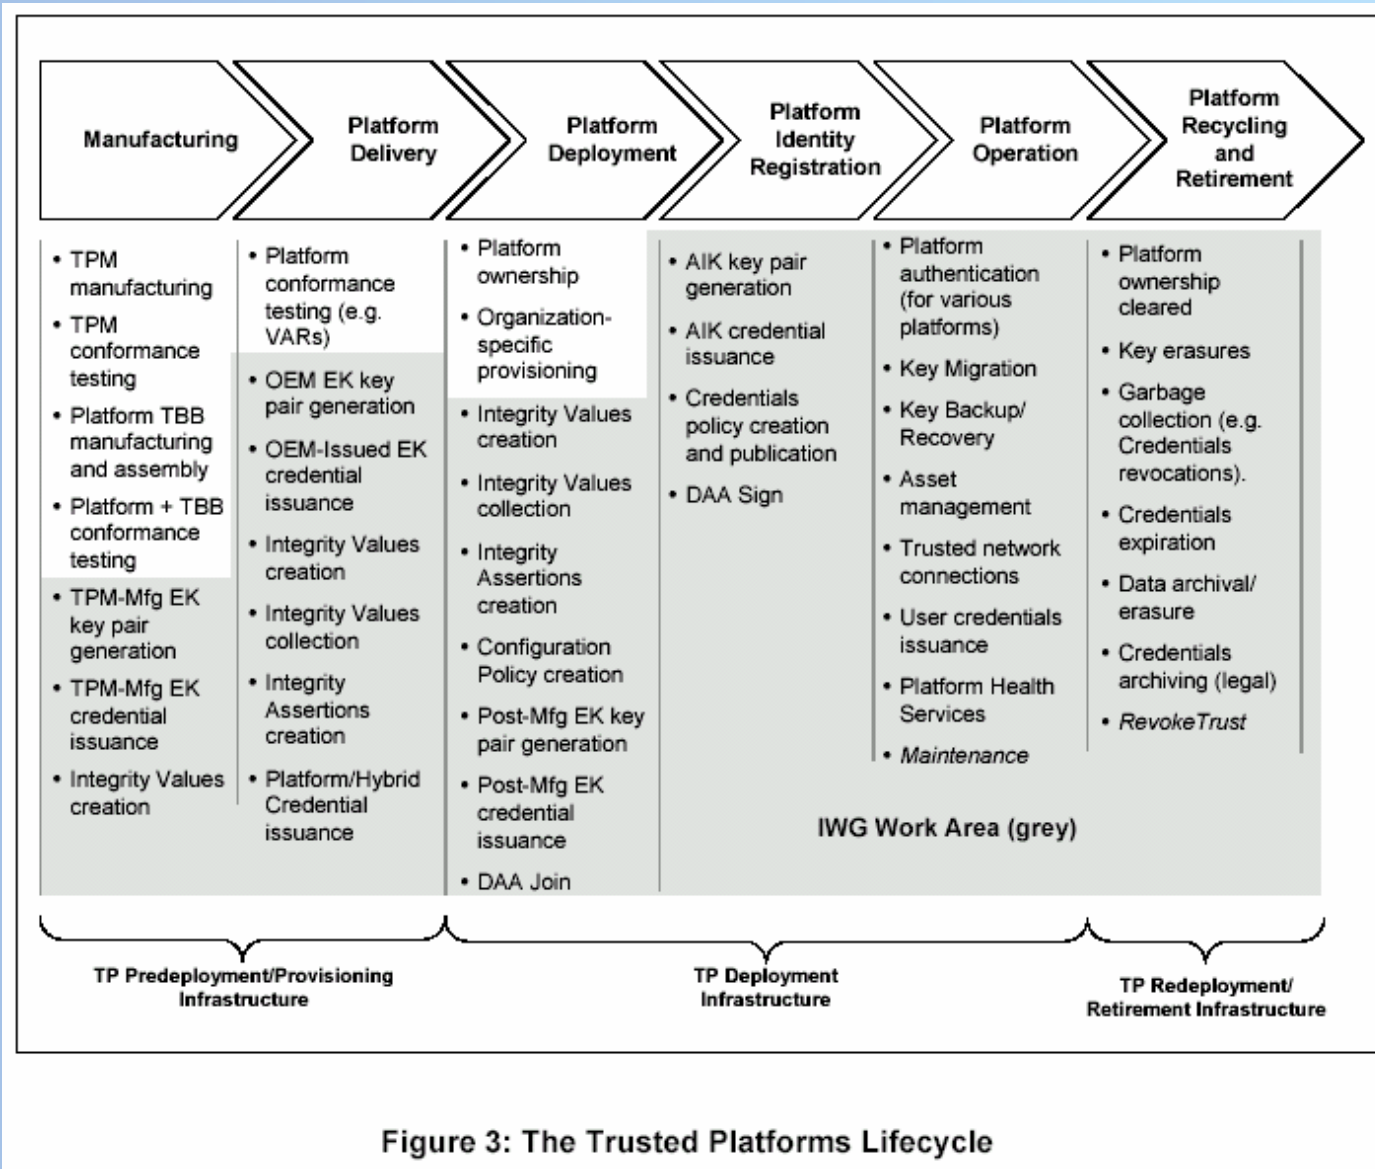 Manufacturing
Platform
Delivery
Platform
Deployment
Platform
Identity
Registration
Platform
Operation
Platform
Recycling
and
Retirement
• TPM
manufacturing
• TPM
conformance
testing
• Platform TBB
manufacturing
and assembly
• Platform + TBB
conformance
testing
• TPM-Mfg EK
key pair
generation
• TPM-Mfg EK
credential
issuance
• Integrity Values
creation
• Platform
conformance
testing (e.g.
VARs)
• OEM EK key
pair generation
• OEM-Issued EK
credential
issuance
• Integrity Values
creation
• Integrity Values
collection
• Integrity
Assertions
creation
• Platform/Hybrid
Credential
issuance
• Platform
ownership
• Organization-
specific
provisioning
• Integrity Values
creation
• Integrity Values
collection
• Integrity
Assertions
creation
• Configuration
Policy creation
• Post-Mfg EK key
pair generation
• Post-Mfg EK
credential
issuance
• DAA Join
• AIK key pair
generation
• AIK credential
issuance
• Credentials
policy creation
and publication
• DAA Sign
• Platform
authentication
(for various
platforms)
• Key Migration
• Key Backup/
Recovery
• Asset
management
• Trusted network
connections
• User credentials
issuance
• Platform Health
Services
• Maintenance
• Platform
ownership
cleared
• Key erasures
• Garbage
collection (e.g.
Credentials
revocations).
• Credentials
expiration
• Data archival/
erasure
• Credentials
archiving (legal)
• RevokeTrust
IWG Work Area (grey)
TP Predeployment/Provisioning
Infrastructure
TP Deployment
Infrastructure
TP Redeployment/
Retirement Infrastructure
Figure 3: The Trusted Platforms Lifecycle